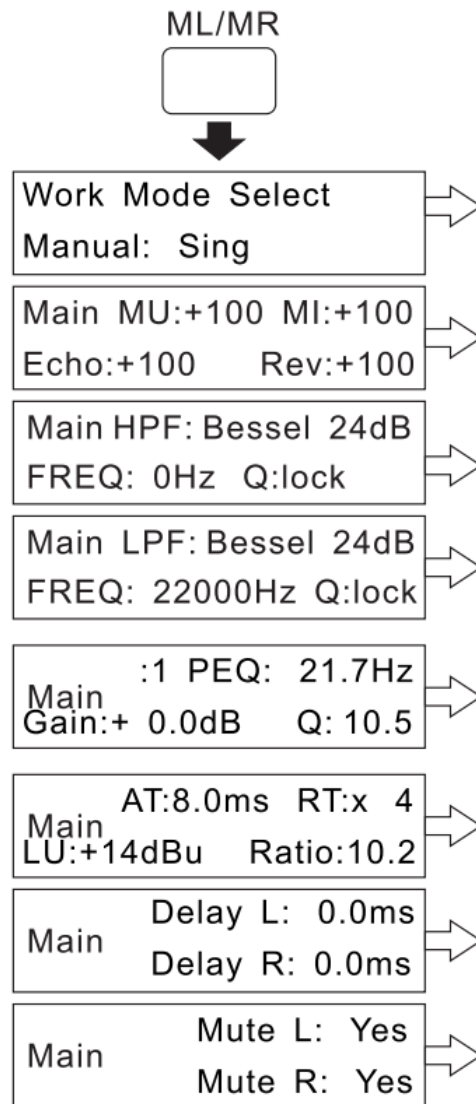 ML/MR
Work Mode Select
Manual: Sing
Main MU:+100 MI:+100
Echo:+100 Rev:+100
Main HPF: Bessel 24dB
FREQ: 0Hz Q:lock
Main LPF: Bessel 24dB
FREQ: 22000Hz Q:lock
Main :1 PEQ: 21.7Hz
Gain:+ 0.0dB Q: 10.5
Main AT:8.0ms RT:x 4
LU:+14dBu Ratio:10.2
Main Delay L: 0.0ms
Delay R: 0.0ms
Main Mute L: Yes
Mute R: Yes